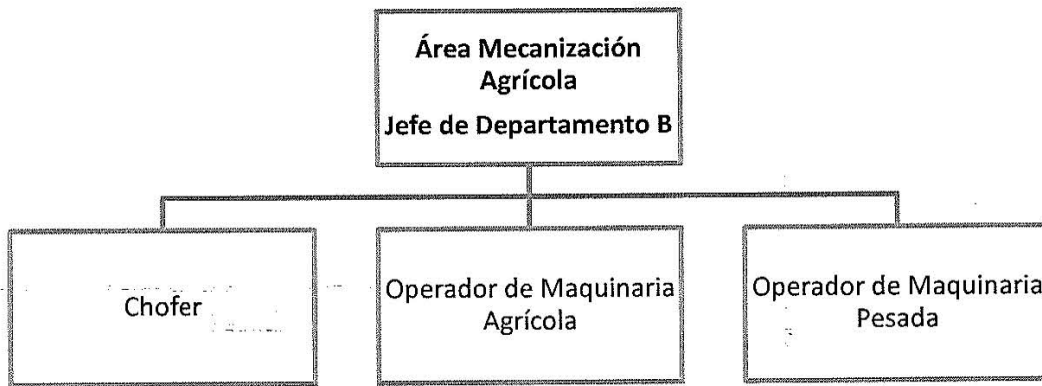 Área Mecanización
Agrícola
Jefe de Departamento B
Chofer
Operador de Maquinaria
Agrícola
Operador de Maquinaria
Pesada